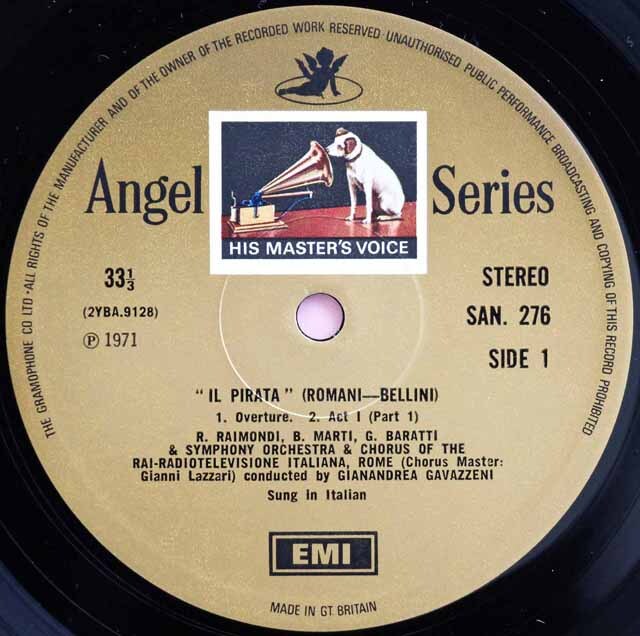 THE GRAMOPHONE CO LTD · ALL RIGHTS OF THE MANUFACTURER AND OF THE OWNER OF THE RECORDED WORK RESERVED UNAUTHORISED PUBLIC PERFORMANCE BROADCASTING AND COPYING OF THIS RECORD PROHIBITED
Angel Series
HIS MASTER'S VOICE
33⅓ STEREO
(2YBA.9128) SAN. 276
℗ 1971 SIDE 1
"IL PIRATA" (ROMANI—BELLINI)
1. Overture. 2. Act I (Part 1)
R. RAIMONDI, B. MARTI, G. BARATTI
& SYMPHONY ORCHESTRA & CHORUS OF THE
RAI-RADIOTELEVISIONE ITALIANA, ROME (Chorus Master:
Gianni Lazzari) conducted by GIANANDREA GAVAZZENI
Sung in Italian
EMI
MADE IN GT. BRITAIN